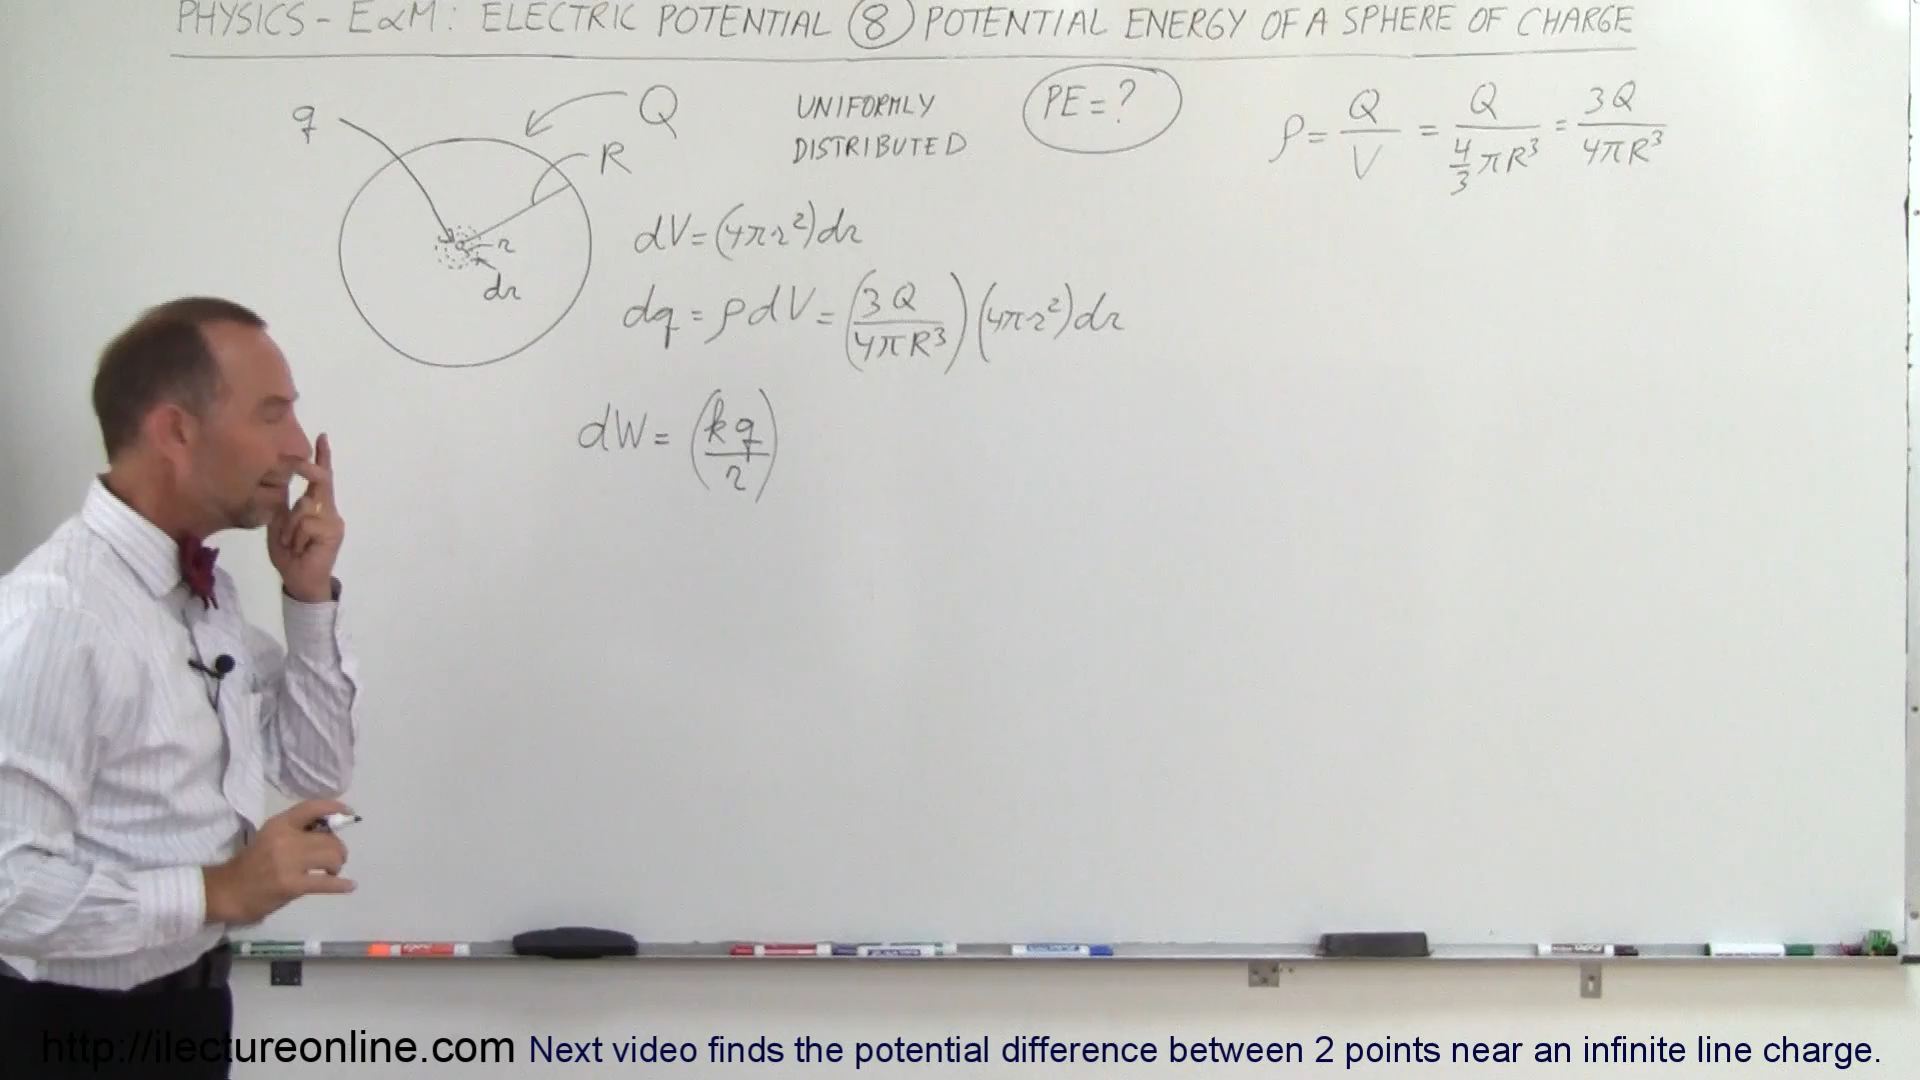 PHYSICS - E&M: ELECTRIC POTENTIAL (8) POTENTIAL ENERGY OF A SPHERE OF CHARGE
q
Q
R
r
dr
UNIFORMLY
DISTRIBUTED
PE = ?
ρ = Q/V = Q/(4/3 πR³) = 3Q/4πR³
dV = (4πr²)dr
dq = ρdV = (3Q/4πR³)(4πr²)dr
dW = (kq/r)
http://ilectureonline.com Next video finds the potential difference between 2 points near an infinite line charge.